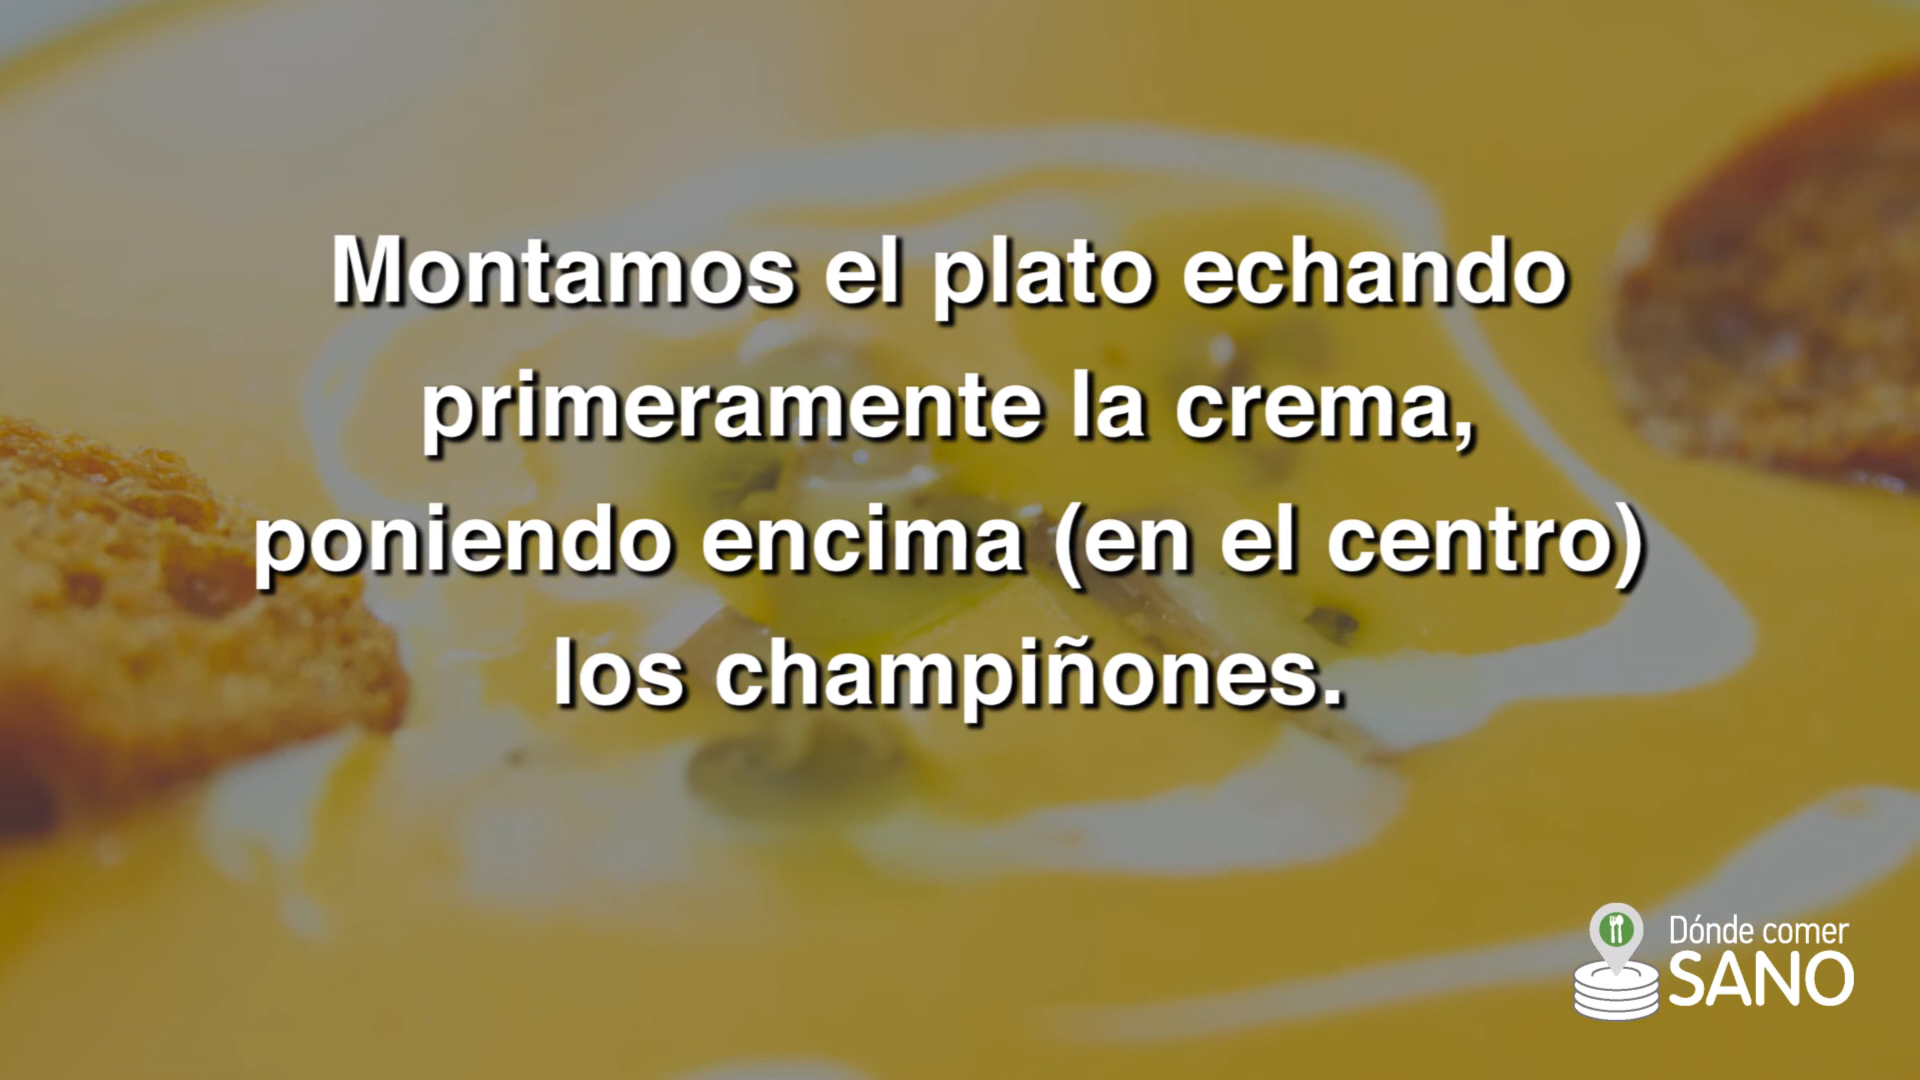 Montamos el plato echando
primeramente la crema,
poniendo encima (en el centro)
los champiñones.
Dónde comer
SANO